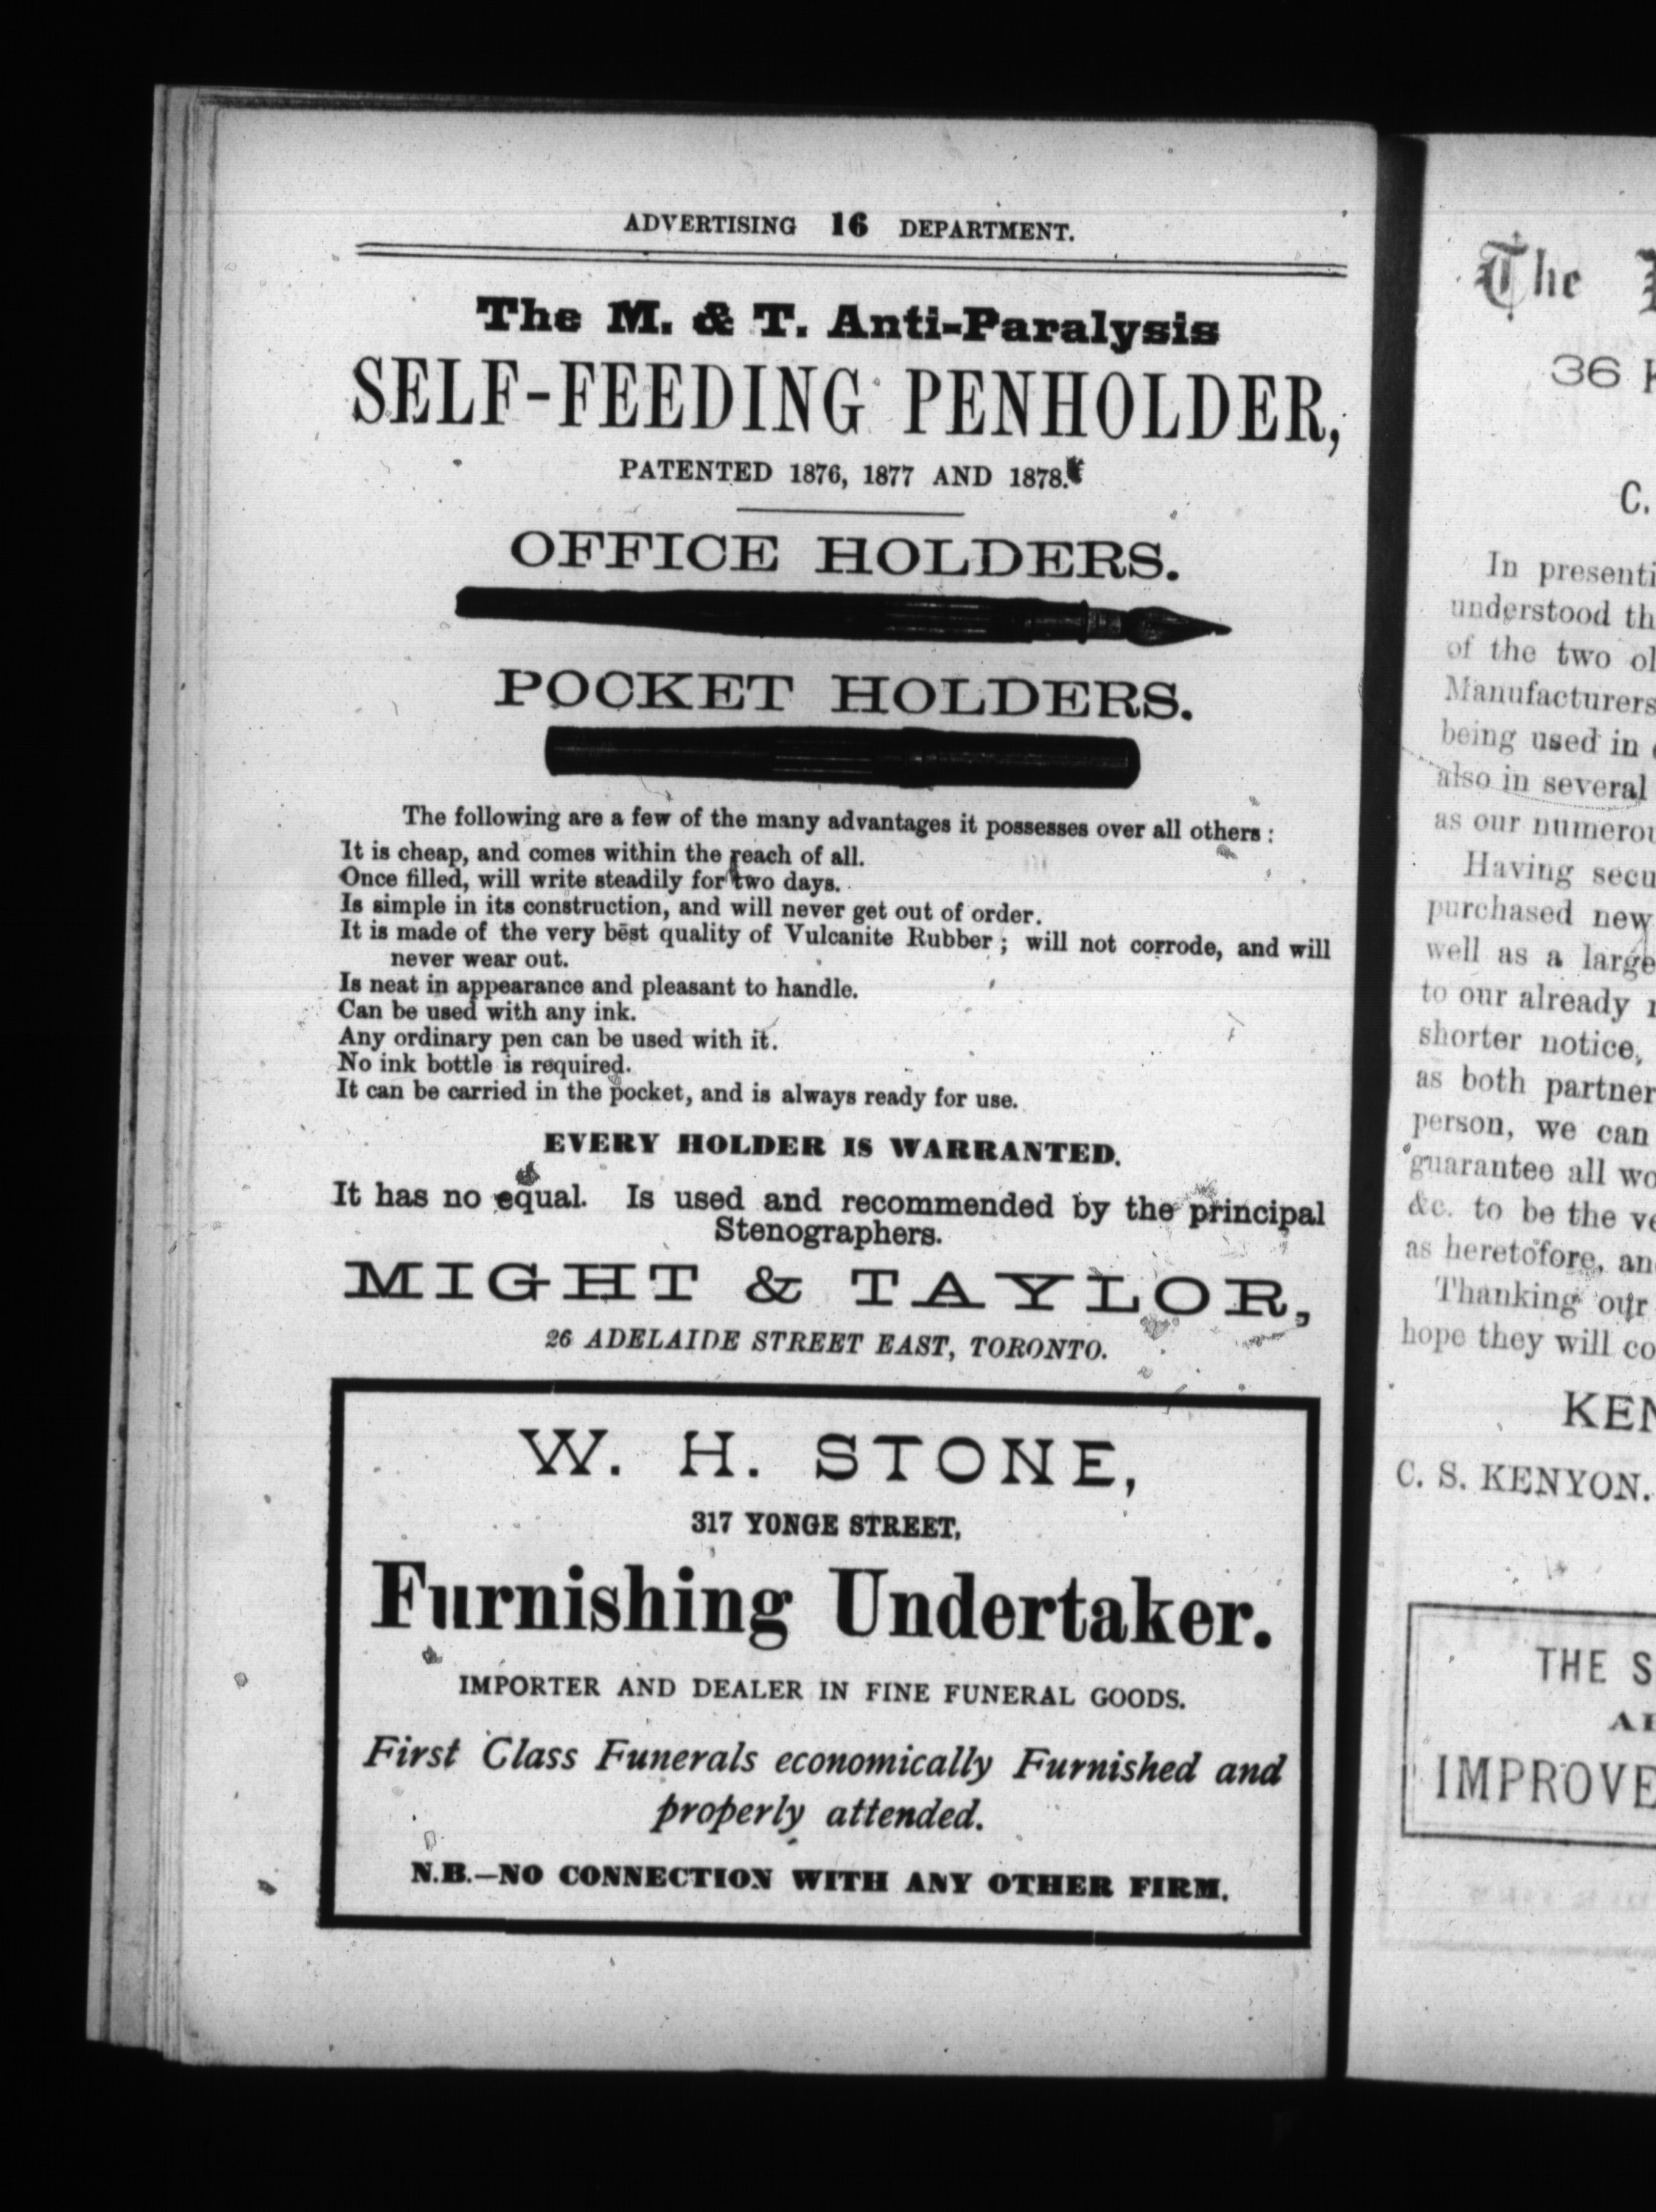 ADVERTISING 16 DEPARTMENT.
The M. & T. Anti-Paralysis
SELF-FEEDING PENHOLDER,
PATENTED 1876, 1877 AND 1878.
OFFICE HOLDERS.
POCKET HOLDERS.
The following are a few of the many advantages it possesses over all others :
It is cheap, and comes within the reach of all.
Once filled, will write steadily for two days.
Is simple in its construction, and will never get out of order.
It is made of the very best quality of Vulcanite Rubber ; will not corrode, and will
never wear out.
Is neat in appearance and pleasant to handle.
Can be used with any ink.
Any ordinary pen can be used with it.
No ink bottle is required.
It can be carried in the pocket, and is always ready for use.
EVERY HOLDER IS WARRANTED.
It has no equal. Is used and recommended by the principal
Stenographers.
MIGHT & TAYLOR,
26 ADELAIDE STREET EAST, TORONTO.
W. H. STONE,
317 YONGE STREET,
Furnishing Undertaker.
IMPORTER AND DEALER IN FINE FUNERAL GOODS.
First Class Funerals economically Furnished and
properly attended.
N.B.—NO CONNECTION WITH ANY OTHER FIRM.
The
36
C.
In
understood
of the two
Manufacturers
being used in
also in several
as our
Having
purchased new
well as a large
to our already
shorter notice,
as both
person, we can
guarantee all
&c. to be the
as heretofore,
Thanking our
hope they will
C. S. KENYON.
THE